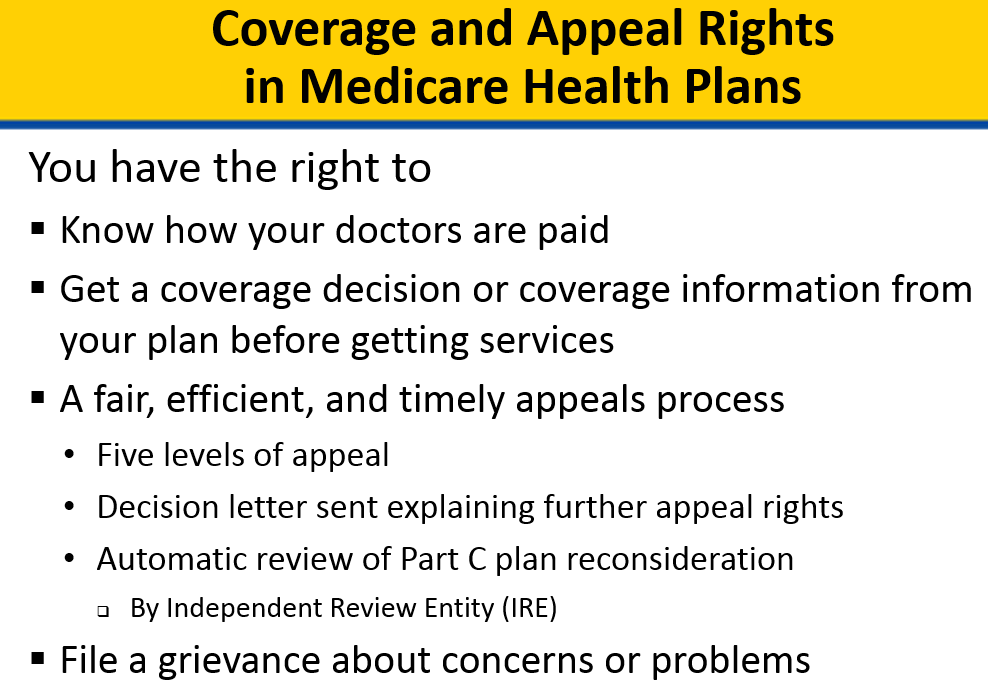 Coverage and Appeal Rights
in Medicare Health Plans
You have the right to
▪ Know how your doctors are paid
▪ Get a coverage decision or coverage information from
your plan before getting services
▪ A fair, efficient, and timely appeals process
• Five levels of appeal
• Decision letter sent explaining further appeal rights
• Automatic review of Part C plan reconsideration
❑ By Independent Review Entity (IRE)
▪ File a grievance about concerns or problems